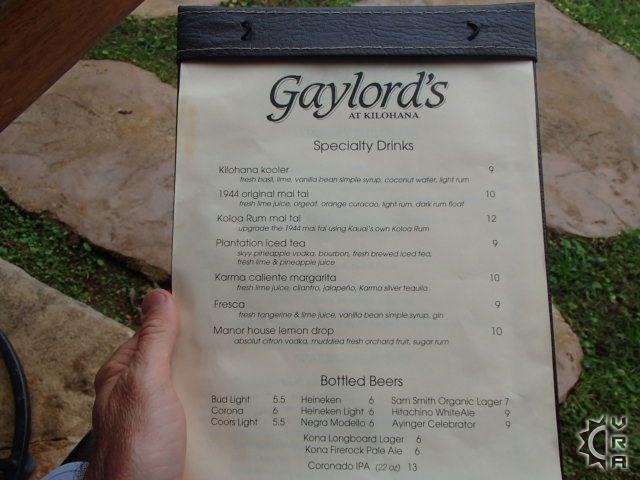 Gaylord's
AT KILOHANA
Specialty Drinks
Kilohana kooler 9
fresh basil, lime, vanilla bean simple syrup, coconut water, light rum
1944 original mai tai 10
fresh lime juice, orgeat, orange curacao, light rum, dark rum float
Koloa Rum mai tai 12
upgrade the 1944 mai tai using Kauai's own Koloa Rum
Plantation iced tea 9
skyy pineapple vodka, bourbon, fresh brewed iced tea,
fresh lime & pineapple juice
Karma caliente margarita 10
fresh lime juice, cilantro, jalapeño, Karma silver tequila
Fresca 9
fresh tangerine & lime juice, vanilla bean simple syrup, gin
Manor house lemon drop 10
absolut citron vodka, muddled fresh orchard fruit, sugar rum
Bottled Beers
Bud Light 5.5 Heineken 6 Sam Smith Organic Lager 7
Corona 6 Heineken Light 6 Hitachino WhiteAle 9
Coors Light 5.5 Negra Modello 6 Ayinger Celebrator 9
Kona Longboard Lager 6
Kona Firerock Pale Ale 6
Coronado IPA (22 oz) 13
VRA